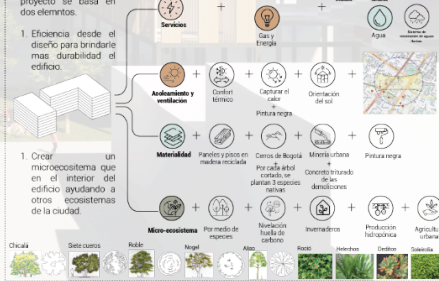 proyecto se basa en
dos elemntos.
1. Eficiencia desde el
diseño para brindarle
mas durabilidad el
edificio.
1. Crear un
microecositema que
en el interior del
edificio ayudando a
otros ecosistemas
de la ciudad.
Servicios
+
Gas y
Energía
Agua
Asoleamiento y
ventilación
+
Confort
térmico
+
Capturar el
calor
+
Pintura negra
+
Orientación
del sol
Materialidad
+
Paneles y pisos en
madera reciclada
+
Cerros de Bogotá
+
Por cada árbol
cortado, se
plantan 3 especies
nativas
+
Minería urbana
+
Concreto triturado
de las
demoliciones
+
Pintura negra
Micro-ecosistema
+
Por medio de
especies
+
Nivelación
huella de
carbono
+
Invernaderos
+
Producción
hidropónica
+
Agricultu
urbana
Chicalá
Siete cueros
Roble
Nogal
Aliso
Helechos